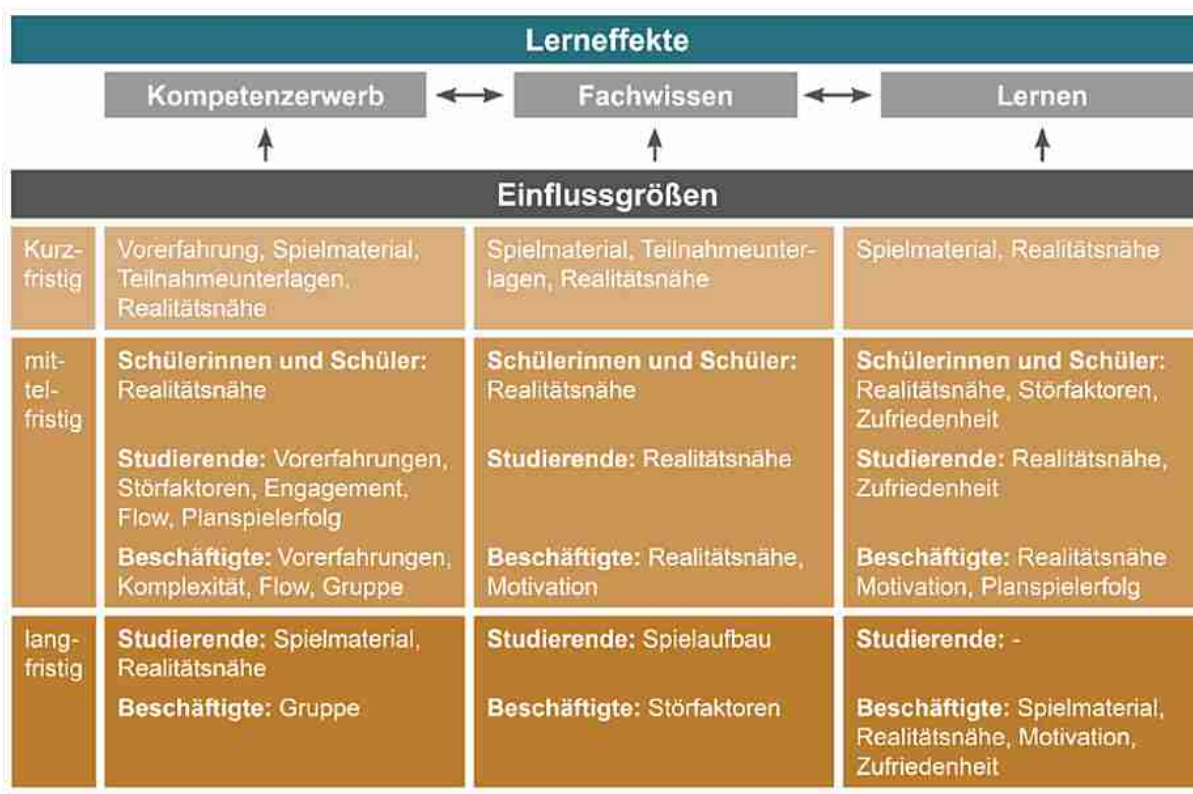 Lerneffekte
Kompetenzerwerb
Fachwissen
Lernen
Einflussgrößen
Kurz-
fristig
Vorerfahrung, Spielmaterial,
Teilnahmeunterlagen,
Realitätsnähe
Spielmaterial, Teilnahmeunter-
lagen, Realitätsnähe
Spielmaterial, Realitätsnähe
mit-
tel-
fristig
Schülerinnen und Schüler:
Realitätsnähe
Studierende: Vorerfahrungen,
Störfaktoren, Engagement,
Flow, Planspielerfolg
Beschäftigte: Vorerfahrungen,
Komplexität, Flow, Gruppe
Schülerinnen und Schüler:
Realitätsnähe
Studierende: Realitätsnähe
Beschäftigte: Realitätsnähe,
Motivation
Schülerinnen und Schüler:
Realitätsnähe, Störfaktoren,
Zufriedenheit
Studierende: Realitätsnähe,
Zufriedenheit
Beschäftigte: Realitätsnähe
Motivation, Planspielerfolg
lang-
fristig
Studierende: Spielmaterial,
Realitätsnähe
Beschäftigte: Gruppe
Studierende: Spielaufbau
Beschäftigte: Störfaktoren
Studierende: -
Beschäftigte: Spielmaterial,
Realitätsnähe, Motivation,
Zufriedenheit